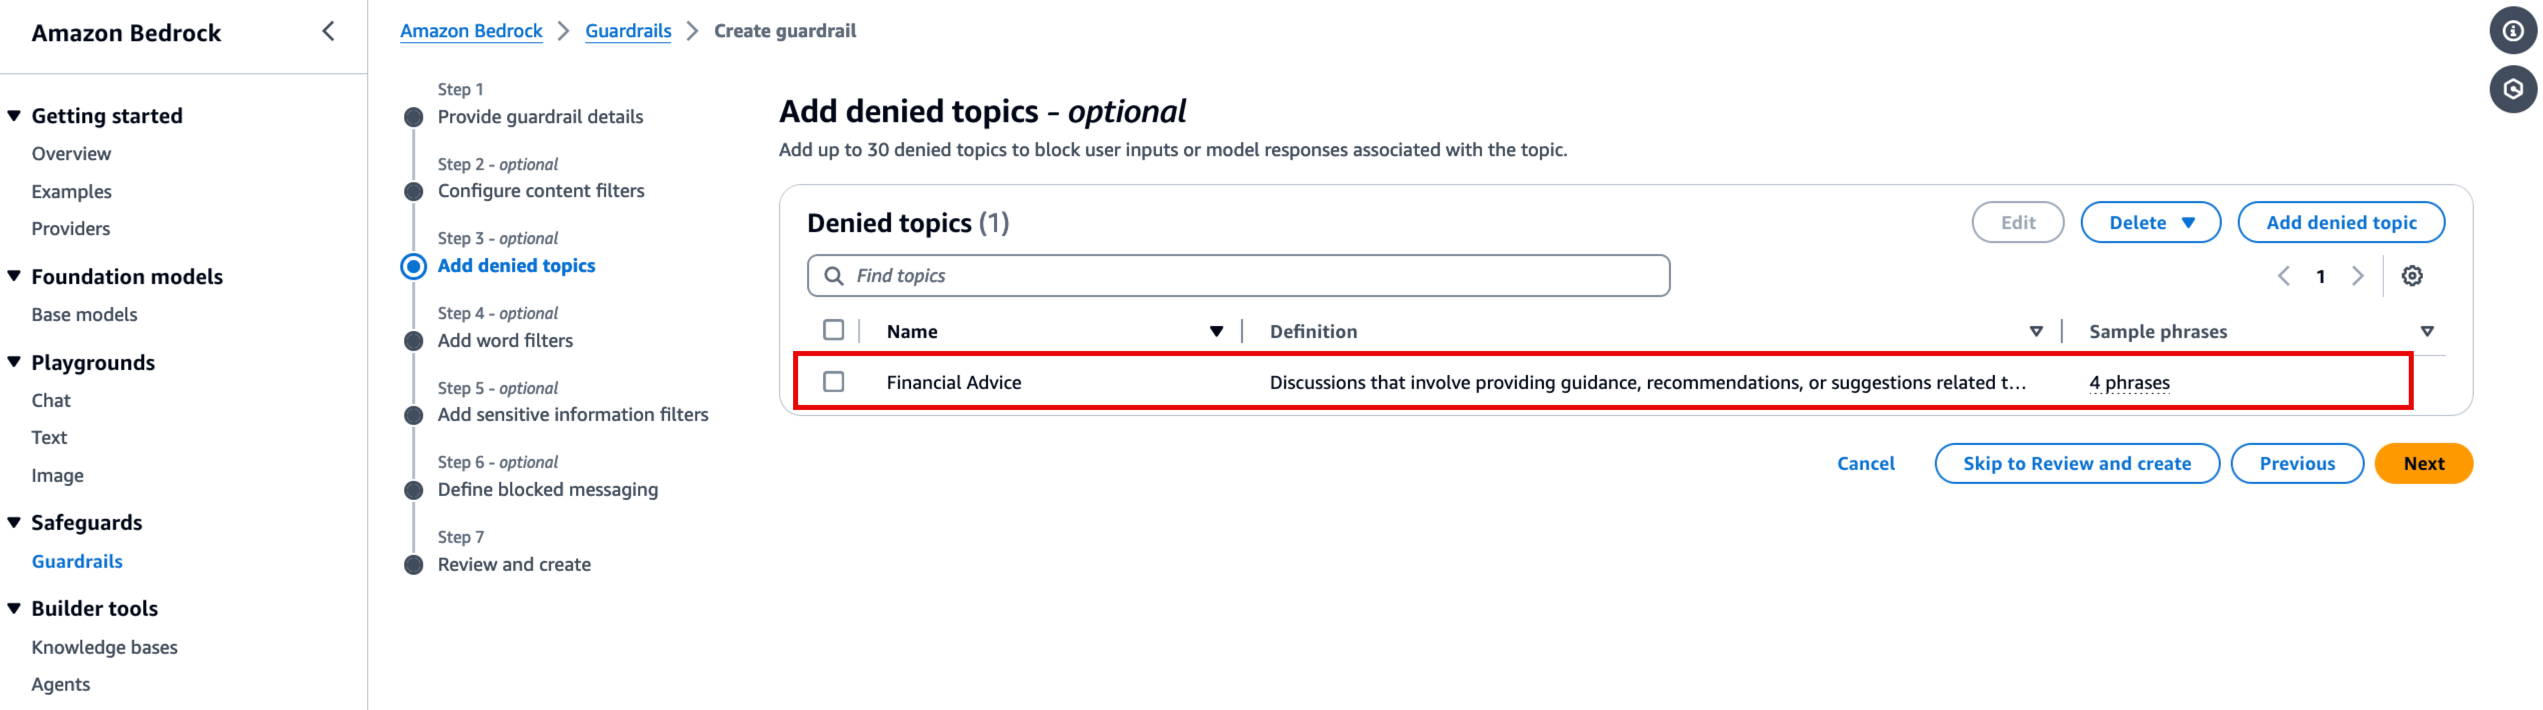 Amazon Bedrock
Getting started
Overview
Examples
Providers
Foundation models
Base models
Playgrounds
Chat
Text
Image
Safeguards
Guardrails
Builder tools
Knowledge bases
Agents
Amazon Bedrock > Guardrails > Create guardrail
Step 1
Provide guardrail details
Step 2 - optional
Configure content filters
Step 3 - optional
Add denied topics
Step 4 - optional
Add word filters
Step 5 - optional
Add sensitive information filters
Step 6 - optional
Define blocked messaging
Step 7
Review and create
Add denied topics - optional
Add up to 30 denied topics to block user inputs or model responses associated with the topic.
Denied topics (1) Edit Delete Add denied topic
Find topics 1
Name Definition Sample phrases
Financial Advice Discussions that involve providing guidance, recommendations, or suggestions related t... 4 phrases
Cancel Skip to Review and create Previous Next